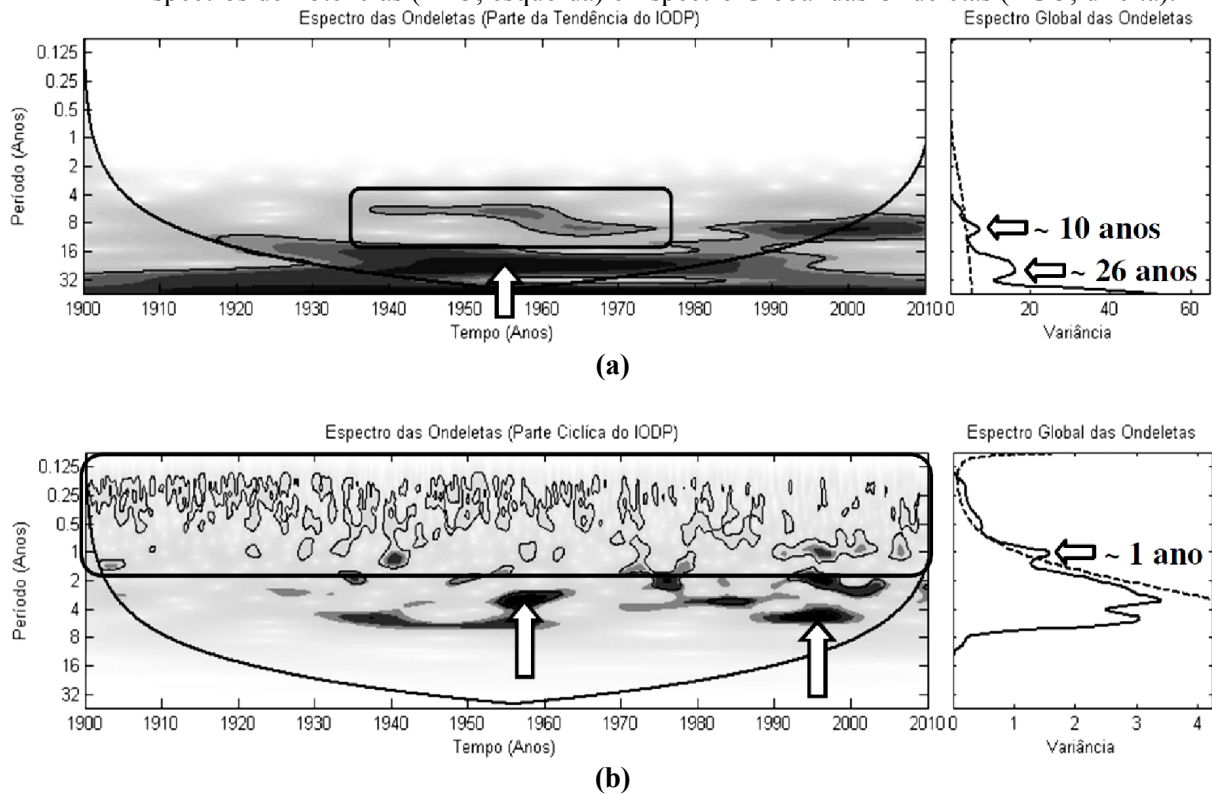 Espectro das Ondeletas (Parte da Tendência do IODP)
Espectro Global das Ondeletas
0.125
0.25
0.5
1
2
4
8
16
32
Período (Anos)
~ 10 anos
~ 26 anos
1900 1910 1920 1930 1940 1950 1960 1970 1980 1990 2000 2010
Tempo (Anos)
0 20 40 60
Variância
(a)
Espectro das Ondeletas (Parte Ciclíca do IODP)
Espectro Global das Ondeletas
0.125
0.25
0.5
1
2
4
8
16
32
Período (Anos)
~ 1 ano
1900 1910 1920 1930 1940 1950 1960 1970 1980 1990 2000 2010
Tempo (Anos)
0 1 2 3 4
Variância
(b)